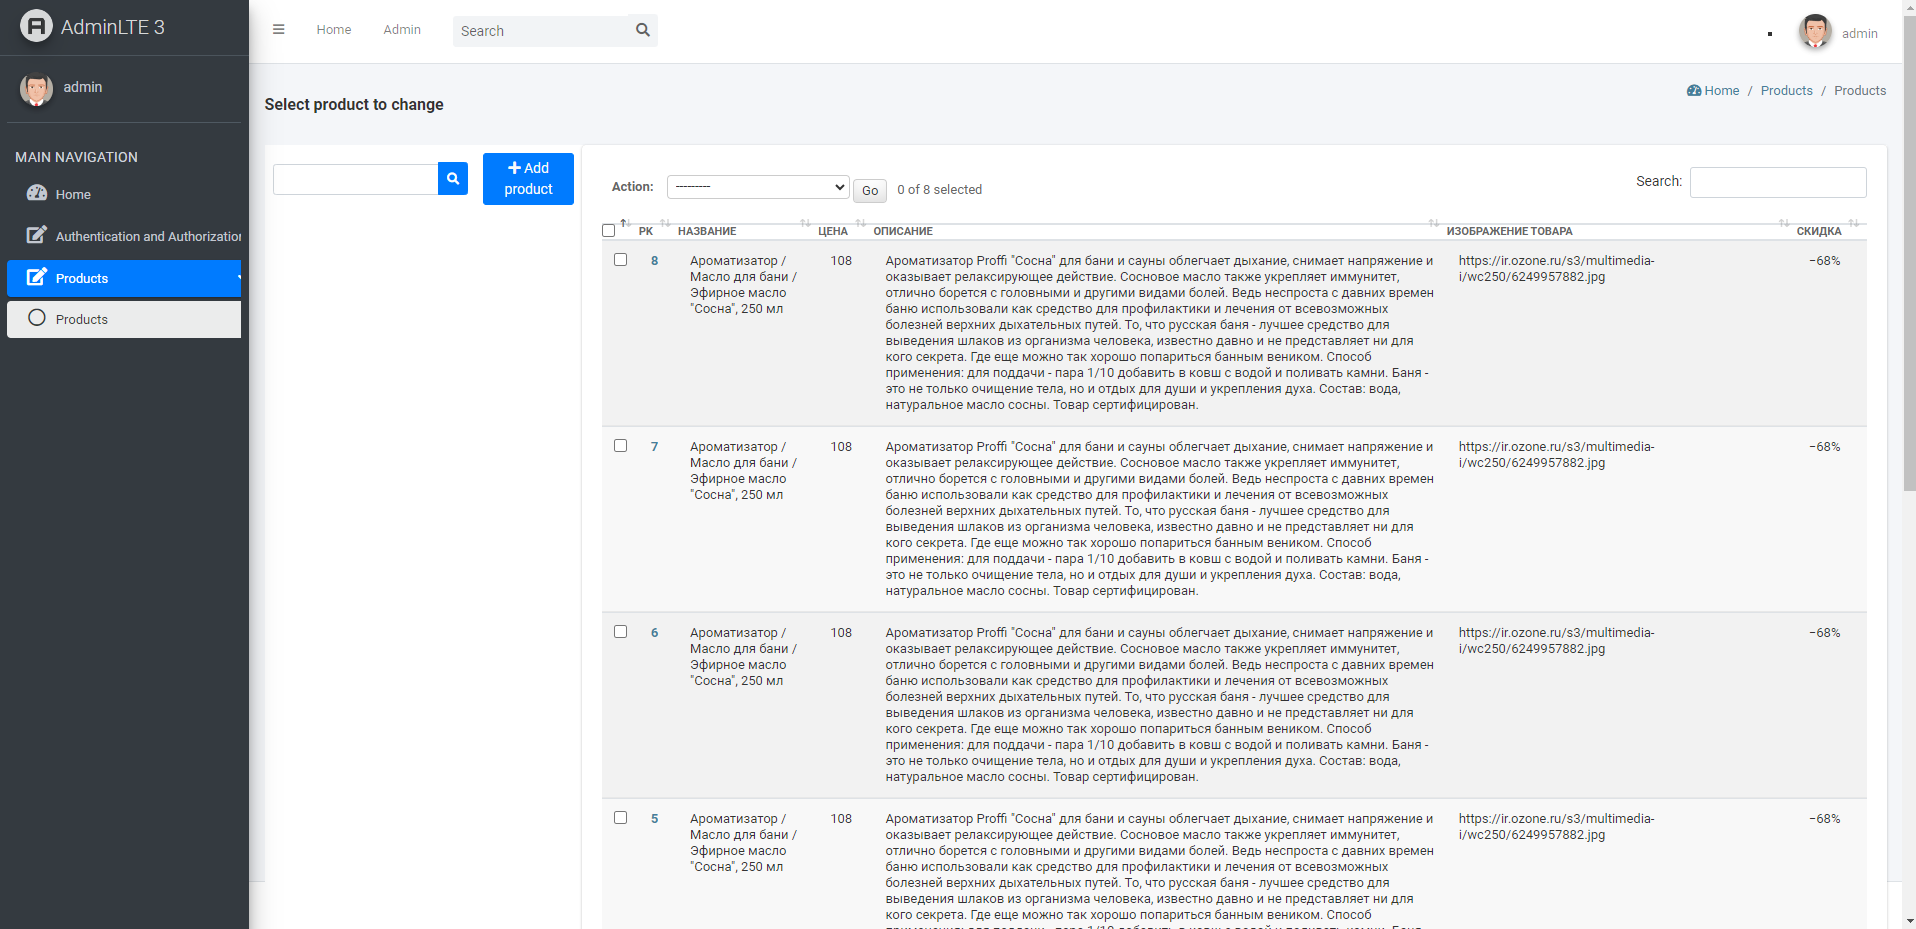 AdminLTE 3
admin
MAIN NAVIGATION
Home
Authentication and Authorization
Products
Products
Home
Admin
Search
admin
Select product to change
Home / Products / Products
Add
product
Action:
---------
Go
0 of 8 selected
Search:
PK
НАЗВАНИЕ
ЦЕНА
ОПИСАНИЕ
ИЗОБРАЖЕНИЕ ТОВАРА
СКИДКА
8
Ароматизатор /
Масло для бани /
Эфирное масло
"Сосна", 250 мл
108
Ароматизатор Proffi "Сосна" для бани и сауны облегчает дыхание, снимает напряжение и
оказывает релаксирующее действие. Сосновое масло также укрепляет иммунитет,
отлично борется с головными и другими видами болей. Ведь неспроста с давних времен
баню использовали как средство для профилактики и лечения от всевозможных
болезней верхних дыхательных путей. То, что русская баня - лучшее средство для
выведения шлаков из организма человека, известно давно и не представляет ни для
кого секрета. Где еще можно так хорошо попариться банным веником. Способ
применения: для поддачи - пара 1/10 добавить в ковш с водой и поливать камни. Баня -
это не только очищение тела, но и отдых для души и укрепления духа. Состав: вода,
натуральное масло сосны. Товар сертифицирован.
https://ir.ozone.ru/s3/multimedia-
i/wc250/6249957882.jpg
−68%
7
Ароматизатор /
Масло для бани /
Эфирное масло
"Сосна", 250 мл
108
Ароматизатор Proffi "Сосна" для бани и сауны облегчает дыхание, снимает напряжение и
оказывает релаксирующее действие. Сосновое масло также укрепляет иммунитет,
отлично борется с головными и другими видами болей. Ведь неспроста с давних времен
баню использовали как средство для профилактики и лечения от всевозможных
болезней верхних дыхательных путей. То, что русская баня - лучшее средство для
выведения шлаков из организма человека, известно давно и не представляет ни для
кого секрета. Где еще можно так хорошо попариться банным веником. Способ
применения: для поддачи - пара 1/10 добавить в ковш с водой и поливать камни. Баня -
это не только очищение тела, но и отдых для души и укрепления духа. Состав: вода,
натуральное масло сосны. Товар сертифицирован.
https://ir.ozone.ru/s3/multimedia-
i/wc250/6249957882.jpg
−68%
6
Ароматизатор /
Масло для бани /
Эфирное масло
"Сосна", 250 мл
108
Ароматизатор Proffi "Сосна" для бани и сауны облегчает дыхание, снимает напряжение и
оказывает релаксирующее действие. Сосновое масло также укрепляет иммунитет,
отлично борется с головными и другими видами болей. Ведь неспроста с давних времен
баню использовали как средство для профилактики и лечения от всевозможных
болезней верхних дыхательных путей. То, что русская баня - лучшее средство для
выведения шлаков из организма человека, известно давно и не представляет ни для
кого секрета. Где еще можно так хорошо попариться банным веником. Способ
применения: для поддачи - пара 1/10 добавить в ковш с водой и поливать камни. Баня -
это не только очищение тела, но и отдых для души и укрепления духа. Состав: вода,
натуральное масло сосны. Товар сертифицирован.
https://ir.ozone.ru/s3/multimedia-
i/wc250/6249957882.jpg
−68%
5
Ароматизатор /
Масло для бани /
Эфирное масло
"Сосна", 250 мл
108
Ароматизатор Proffi "Сосна" для бани и сауны облегчает дыхание, снимает напряжение и
оказывает релаксирующее действие. Сосновое масло также укрепляет иммунитет,
отлично борется с головными и другими видами болей. Ведь неспроста с давних времен
баню использовали как средство для профилактики и лечения от всевозможных
болезней верхних дыхательных путей. То, что русская баня - лучшее средство для
выведения шлаков из организма человека, известно давно и не представляет ни для
кого секрета. Где еще можно так хорошо попариться банным веником. Способ
https://ir.ozone.ru/s3/multimedia-
i/wc250/6249957882.jpg
−68%